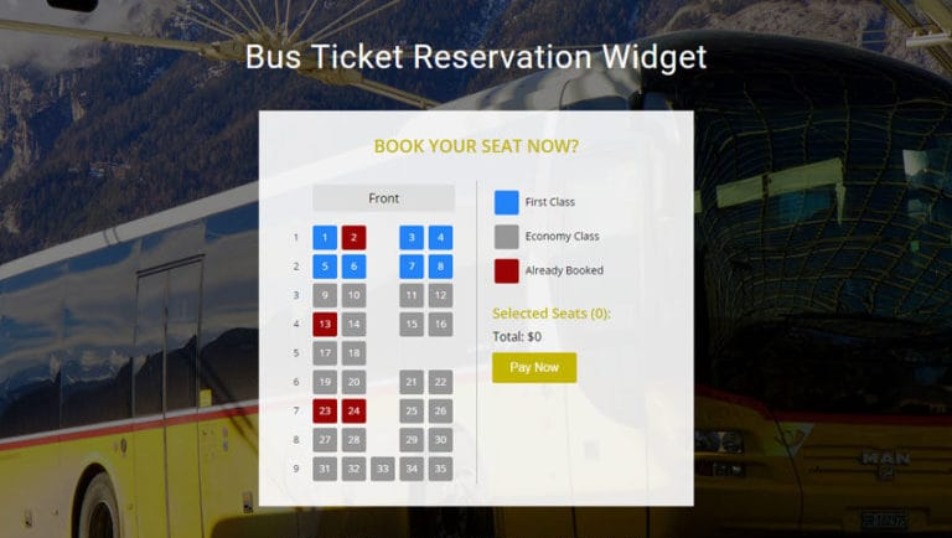 Bus Ticket Reservation Widget
BOOK YOUR SEAT NOW?
Front
1 1 2 3 4
2 5 6 7 8
3 9 10 11 12
4 13 14 15 16
5 17 18
6 19 20 21 22
7 23 24 25 26
8 27 28 29 30
9 31 32 33 34 35
First Class
Economy Class
Already Booked
Selected Seats (0):
Total: $0
Pay Now
MAN